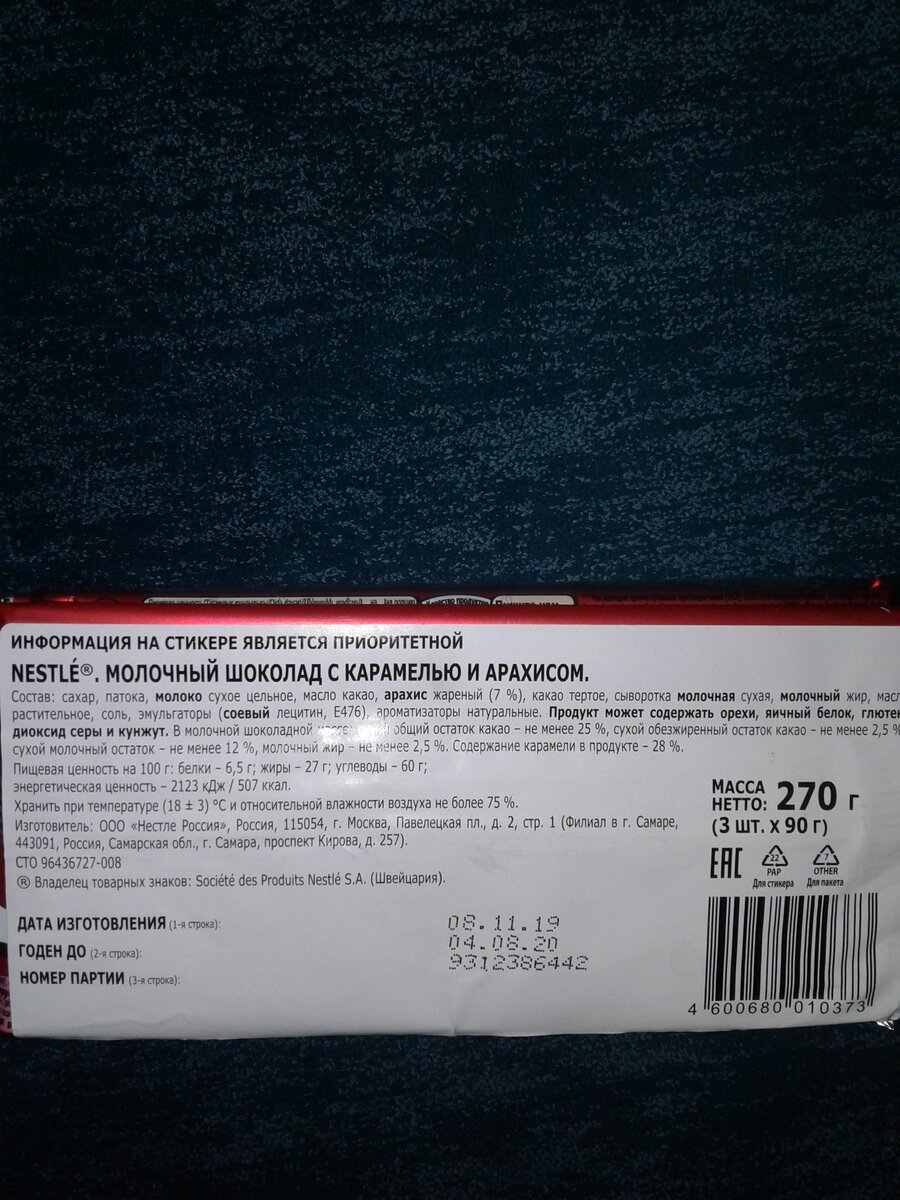 ИНФОРМАЦИЯ НА СТИКЕРЕ ЯВЛЯЕТСЯ ПРИОРИТЕТНОЙ
NESTLÉ®. МОЛОЧНЫЙ ШОКОЛАД С КАРАМЕЛЬЮ И АРАХИСОМ.
Состав: сахар, патока, молоко сухое цельное, масло какао, арахис жареный (7 %), какао тертое, сыворотка молочная сухая, молочный жир,
растительное, соль, эмульгаторы (соевый лецитин, Е476), ароматизаторы натуральные. Продукт может содержать орехи, яичный белок,
диоксид серы и кунжут. В молочной шоколадной общий остаток какао – не менее 25 %, сухой обезжиренный остаток какао – не менее 2,5 %
сухой молочный остаток – не менее 12 %, молочный жир – не менее 2,5 %. Содержание карамели в продукте – 28 %.
Пищевая ценность на 100 г: белки – 6,5 г; жиры – 27 г; углеводы – 60 г;
энергетическая ценность – 2123 кДж / 507 ккал.
Хранить при температуре (18 ± 3) °С и относительной влажности воздуха не более 75 %.
Изготовитель: ООО «Нестле Россия», Россия, 115054, г. Москва, Павелецкая пл., д. 2, стр. 1 (Филиал в г. Самаре,
443091, Россия, Самарская обл., г. Самара, проспект Кирова, д. 257).
СТО 96436727-008
® Владелец товарных знаков: Société des Produits Nestlé S.A. (Швейцария).
МАССА
НЕТТО: 270 г
(3 ШТ. Х 90 Г)
EAC
22
PAP
Для стикера
7
OTHER
Для пакета
ДАТА ИЗГОТОВЛЕНИЯ (1-я строка): 08.11.19
ГОДЕН ДО (2-я строка): 04.08.20
НОМЕР ПАРТИИ (3-я строка): 9312386442
4 600680 010373